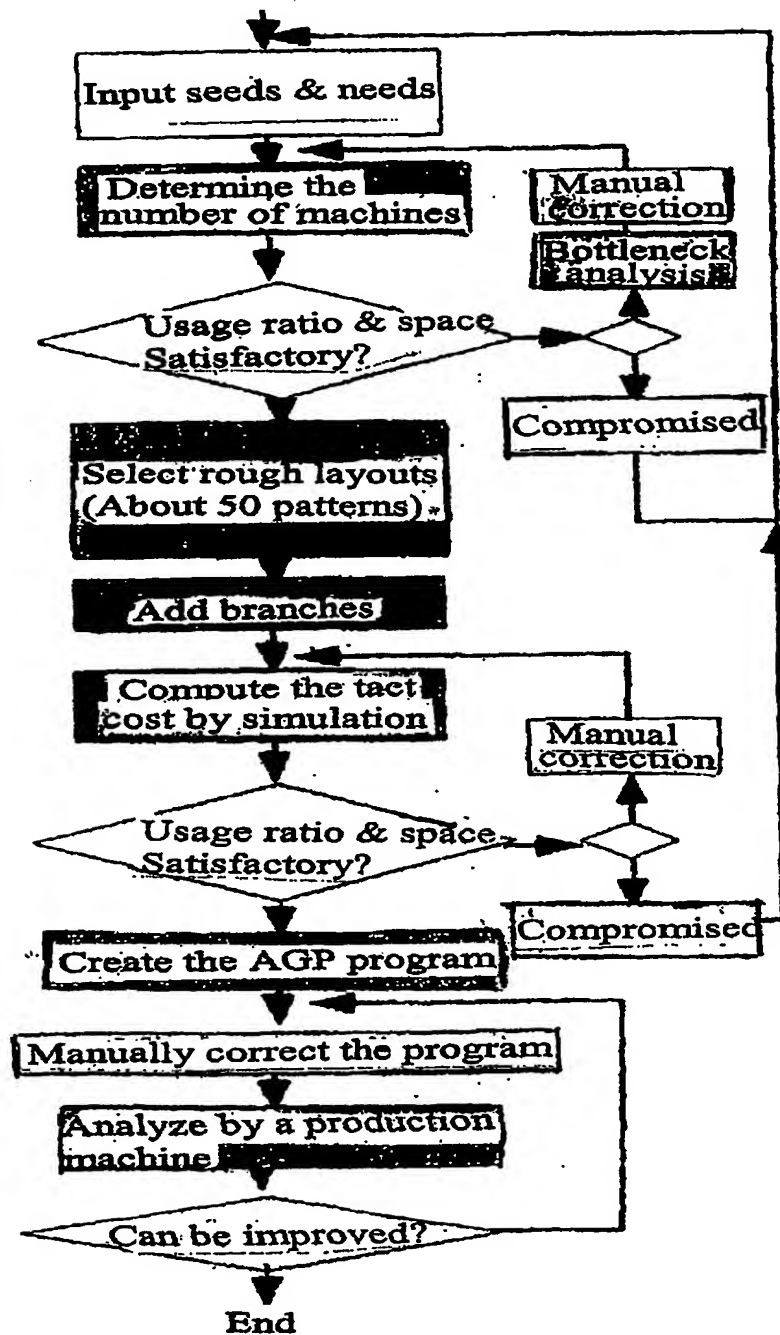 Input seeds & needs
Determine the
number of machines
Manual
correction
Bottleneck
analysis
Usage ratio & space
Satisfactory?
Compromised
Select rough layouts
(About 50 patterns)
Add branches
Compute the tact
cost by simulation
Manual
correction
Usage ratio & space
Satisfactory?
Compromised
Create the AGP program
Manually correct the program
Analyze by a production
machine
Can be improved?
End